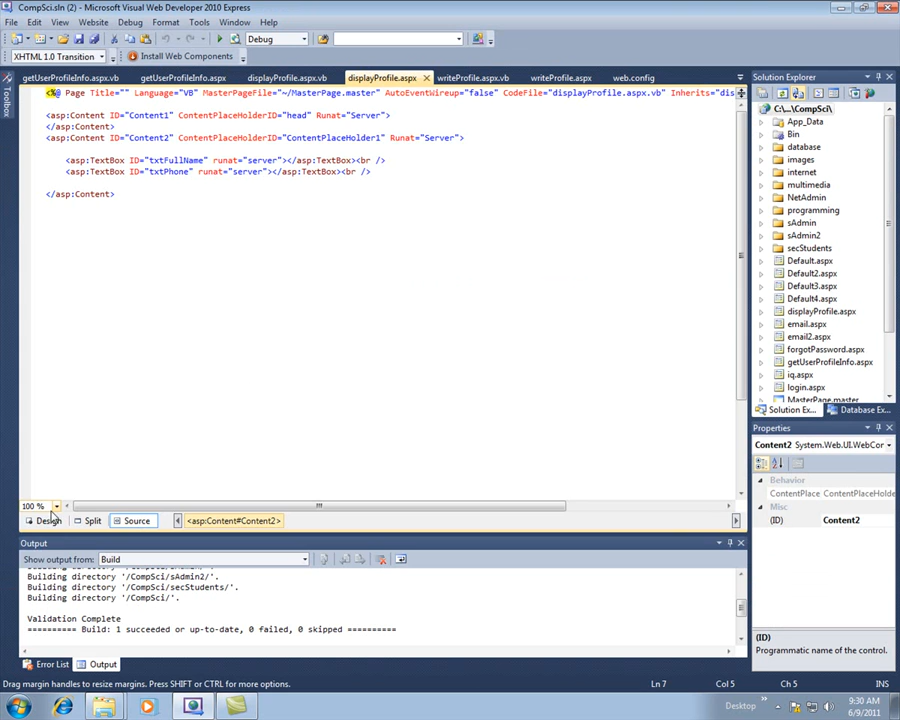 CompSci.sln (2) - Microsoft Visual Web Developer 2010 Express
File Edit View Website Build Debug Format Tools Window Help
Debug
XHTML 1.0 Transition Install Web Components
getUserProfileInfo.aspx.vb getUserProfileInfo.aspx displayProfile.aspx.vb displayProfile.aspx writeProfile.aspx.vb writeProfile.aspx web.config
Toolbox
<%@ Page Title="" Language="VB" MasterPageFile="~/MasterPage.master" AutoEventWireup="false" CodeFile="displayProfile.aspx.vb" Inherits="dis
<asp:Content ID="Content1" ContentPlaceHolderID="head" Runat="Server">
</asp:Content>
<asp:Content ID="Content2" ContentPlaceHolderID="ContentPlaceHolder1" Runat="Server">
<asp:TextBox ID="txtFullName" runat="server"></asp:TextBox><br />
<asp:TextBox ID="txtPhone" runat="server"></asp:TextBox><br />
</asp:Content>
100 %
Design Split Source <asp:Content#Content2>
Output
Show output from: Build
Building directory '/CompSci/sAdmin2/'.
Building directory '/CompSci/secStudents/'.
Building directory '/CompSci/'.
Validation Complete
========== Build: 1 succeeded or up-to-date, 0 failed, 0 skipped ==========
Error List Output
Solution Explorer
C:\...\CompSci\
App_Data
Bin
database
images
internet
multimedia
NetAdmin
programming
sAdmin
sAdmin2
secStudents
Default.aspx
Default2.aspx
Default3.aspx
Default4.aspx
displayProfile.aspx
email.aspx
email2.aspx
forgotPassword.aspx
getUserProfileInfo.aspx
iq.aspx
login.aspx
MasterPage.master
Solution Ex... Database Ex...
Properties
Content2 System.Web.UI.WebCor
Behavior
ContentPlace ContentPlaceHolde
Misc
(ID) Content2
(ID)
Programmatic name of the control.
Drag margin handles to resize margins. Press SHIFT or CTRL for more options. Ln 7 Col 5 Ch 5 INS
Desktop
9:30 AM
6/9/2011